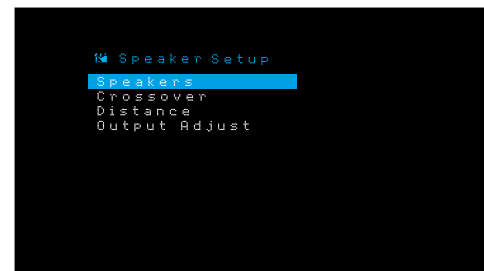 Speaker Setup
Speakers
Crossover
Distance
Output Adjust